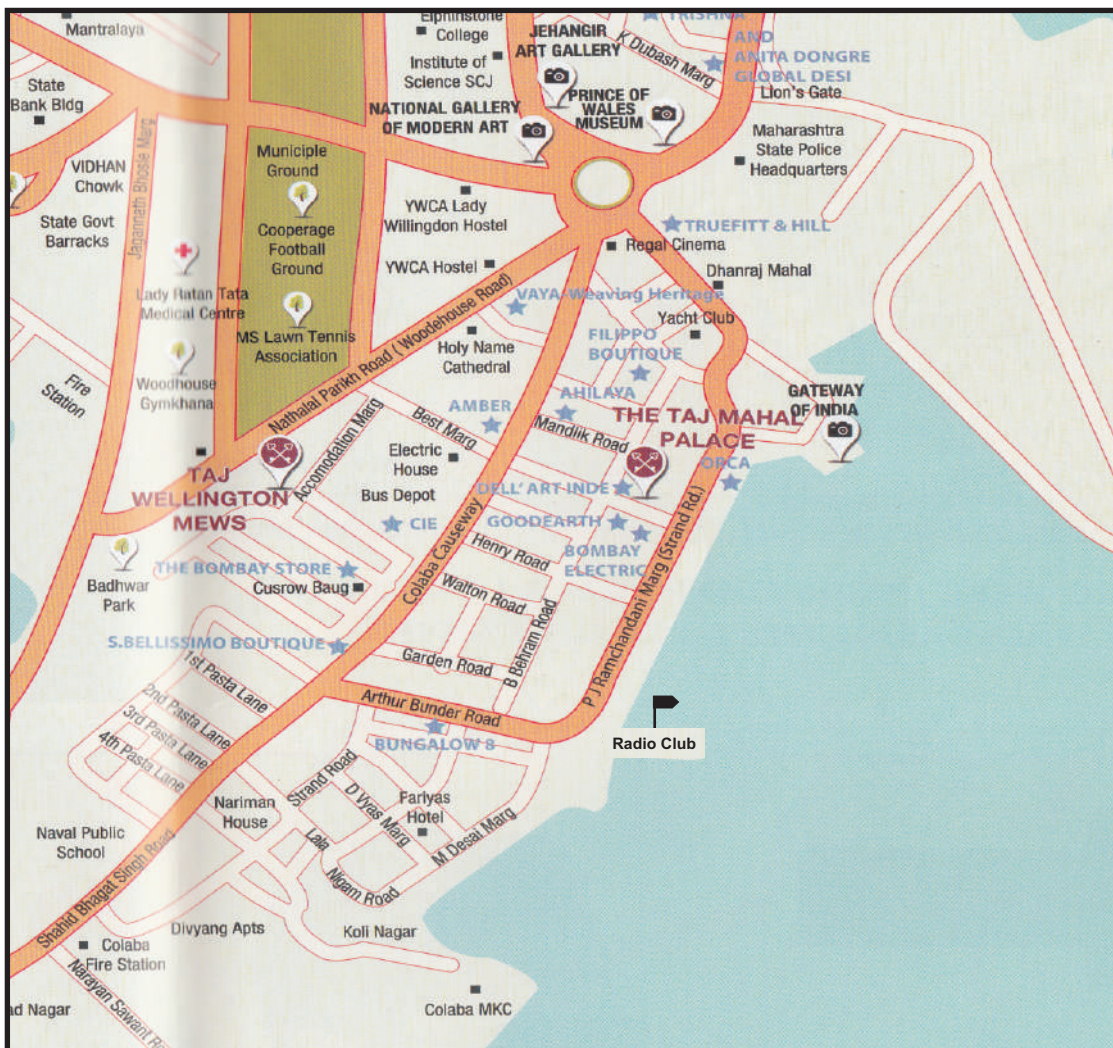 Mantralaya
Elphinstone
College
JEHANGIR
ART GALLERY
TRISHNA
AND
ANITA DONGRE
GLOBAL DESI
K Dubash Marg
Institute of
Science SCJ
State
Bank Bldg
NATIONAL GALLERY
OF MODERN ART
PRINCE OF
WALES
MUSEUM
Lion's Gate
Maharashtra
State Police
Headquarters
VIDHAN
Chowk
Jagannath Bhosle Marg
Municiple
Ground
State Govt
Barracks
Cooperage
Football
Ground
YWCA Lady
Willingdon Hostel
TRUEFITT & HILL
Regal Cinema
YWCA Hostel
Dhanraj Mahal
Lady Ratan Tata
Medical Centre
VAYA-Weaving Heritage
Yacht Club
MS Lawn Tennis
Association
Nathalal Parikh Road ( Woodehouse Road)
Holy Name
Cathedral
FILIPPO
BOUTIQUE
Fire
Station
Woodhouse
Gymkhana
AHILAYA
GATEWAY
OF INDIA
AMBER
Best Marg
Mandlik Road
THE TAJ MAHAL
PALACE
Accomodation Marg
Electric
House
ORCA
TAJ
WELLINGTON
MEWS
Bus Depot
DELL' ART INDE
CIE
GOODEARTH
BOMBAY
ELECTRIC
Henry Road
Colaba Causeway
P J Ramchandani Marg (Strand Rd.)
Badhwar
Park
THE BOMBAY STORE
Cusrow Baug
Walton Road
B Behram Road
S.BELLISSIMO BOUTIQUE
Garden Road
1st Pasta Lane
2nd Pasta Lane
3rd Pasta Lane
4th Pasta Lane
Arthur Bunder Road
Radio Club
BUNGALOW 8
Strand Road
D Vyas Marg
Fariyas
Hotel
Nariman
House
M Desai Marg
Naval Public
School
Lala
Nigam Road
Shahid Bhagat Singh Road
Divyang Apts
Koli Nagar
Colaba
Fire Station
Narayan Sawant
ad Nagar
Colaba MKC